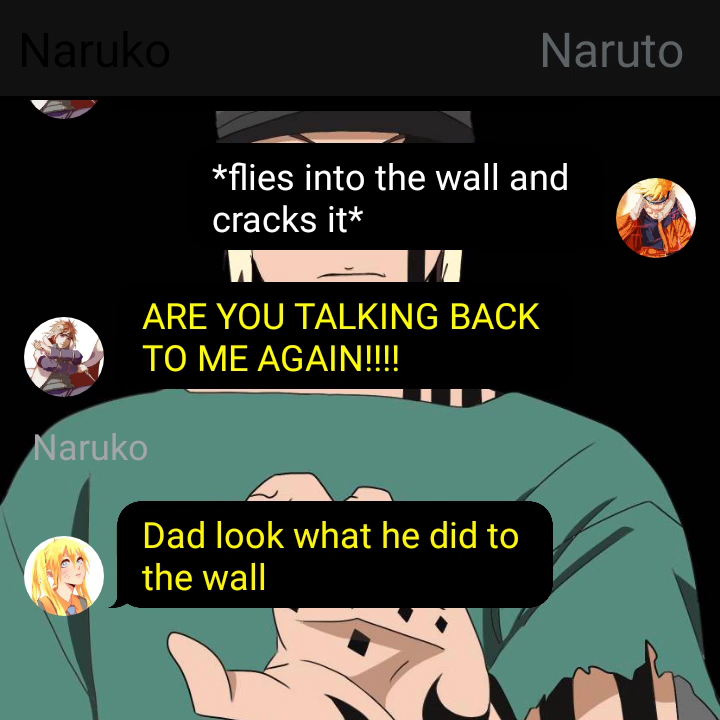 Naruko
Naruto
*flies into the wall and
cracks it*
ARE YOU TALKING BACK
TO ME AGAIN!!!!
Naruko
Dad look what he did to
the wall